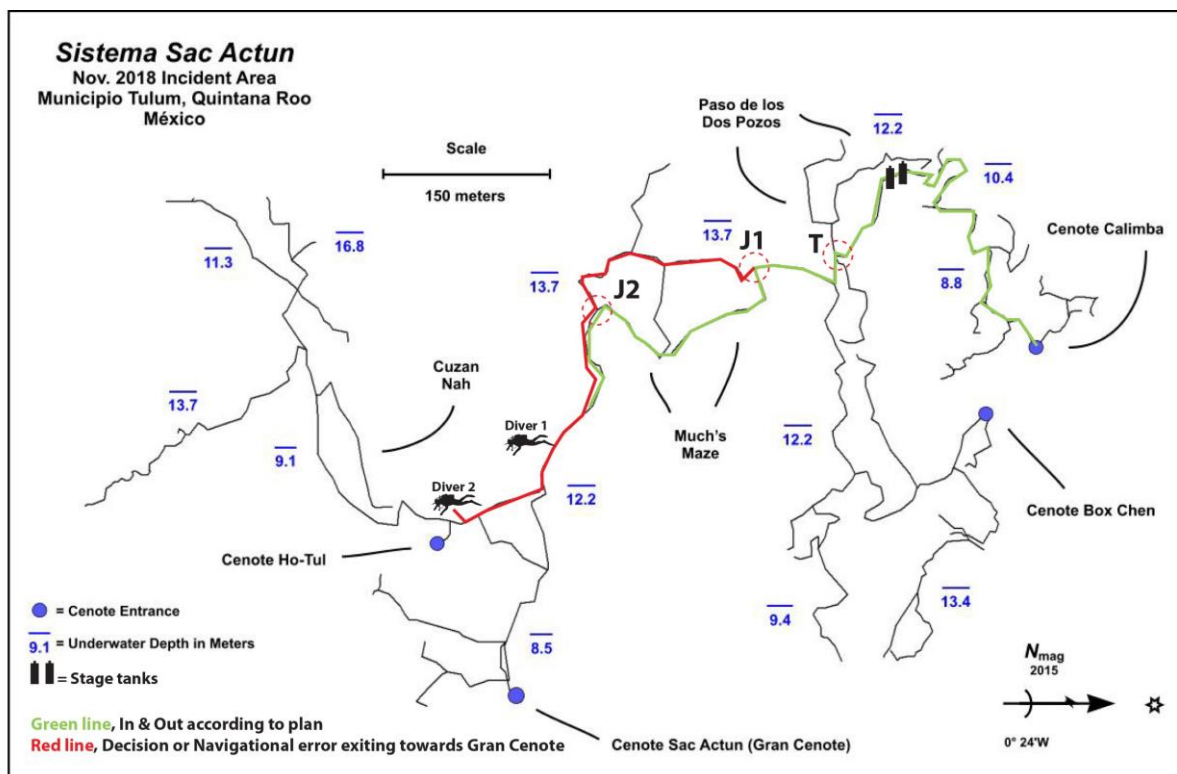 Sistema Sac Actun
Nov. 2018 Incident Area
Municipio Tulum, Quintana Roo
México
Scale
150 meters
Paso de los
Dos Pozos
12.2
10.4
16.8
11.3
13.7
J1
T
Cenote Calimba
13.7
J2
8.8
Cuzan
Nah
13.7
Diver 1
Much's
Maze
12.2
9.1
Diver 2
12.2
Cenote Box Chen
Cenote Ho-Tul
= Cenote Entrance
9.1 = Underwater Depth in Meters
= Stage tanks
8.5
9.4
13.4
Nmag
2015
0° 24'W
Green line, In & Out according to plan
Red line, Decision or Navigational error exiting towards Gran Cenote
Cenote Sac Actun (Gran Cenote)